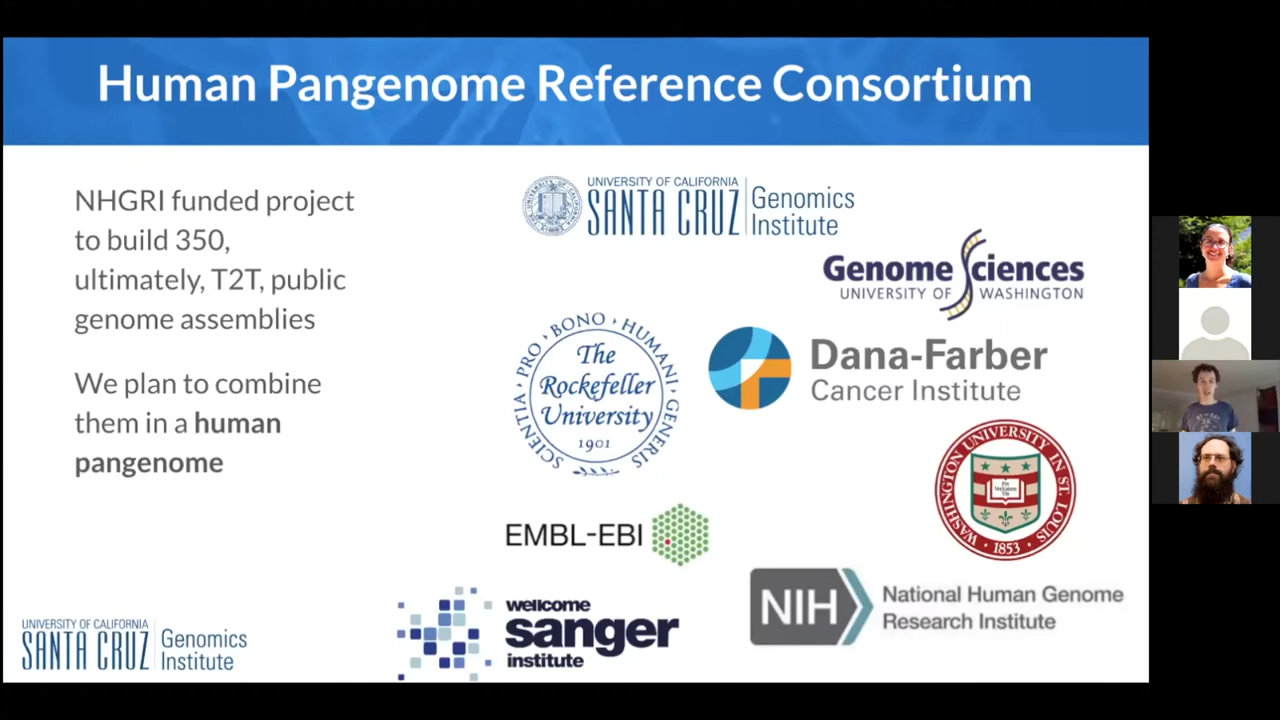 Human Pangenome Reference Consortium
NHGRI funded project
to build 350,
ultimately, T2T, public
genome assemblies
We plan to combine
them in a human
pangenome
UNIVERSITY OF CALIFORNIA
SANTA CRUZ
Genomics
Institute
Genome Sciences
UNIVERSITY OF WASHINGTON
SCIENTIA PRO BONO HUMANI GENERIS
The
Rockefeller
University
1901
Dana-Farber
Cancer Institute
WASHINGTON UNIVERSITY IN ST. LOUIS
1853
EMBL-EBI
wellcome
sanger
institute
NIH
National Human Genome
Research Institute
UNIVERSITY OF CALIFORNIA
SANTA CRUZ
Genomics
Institute